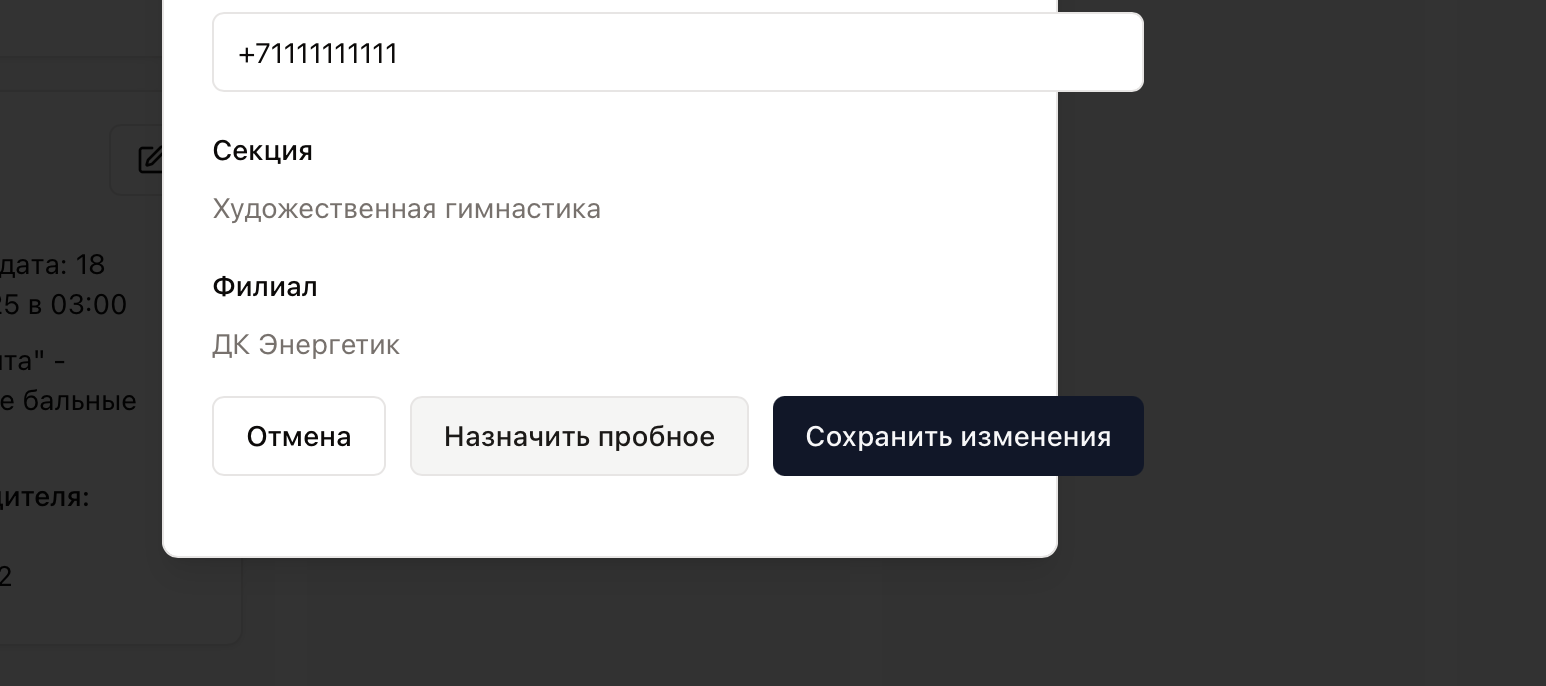 +71111111111
Секция
Художественная гимнастика
Филиал
ДК Энергетик
Отмена
Назначить пробное
Сохранить изменения
дата: 18
25 в 03:00
та" -
е бальные
дителя:
2